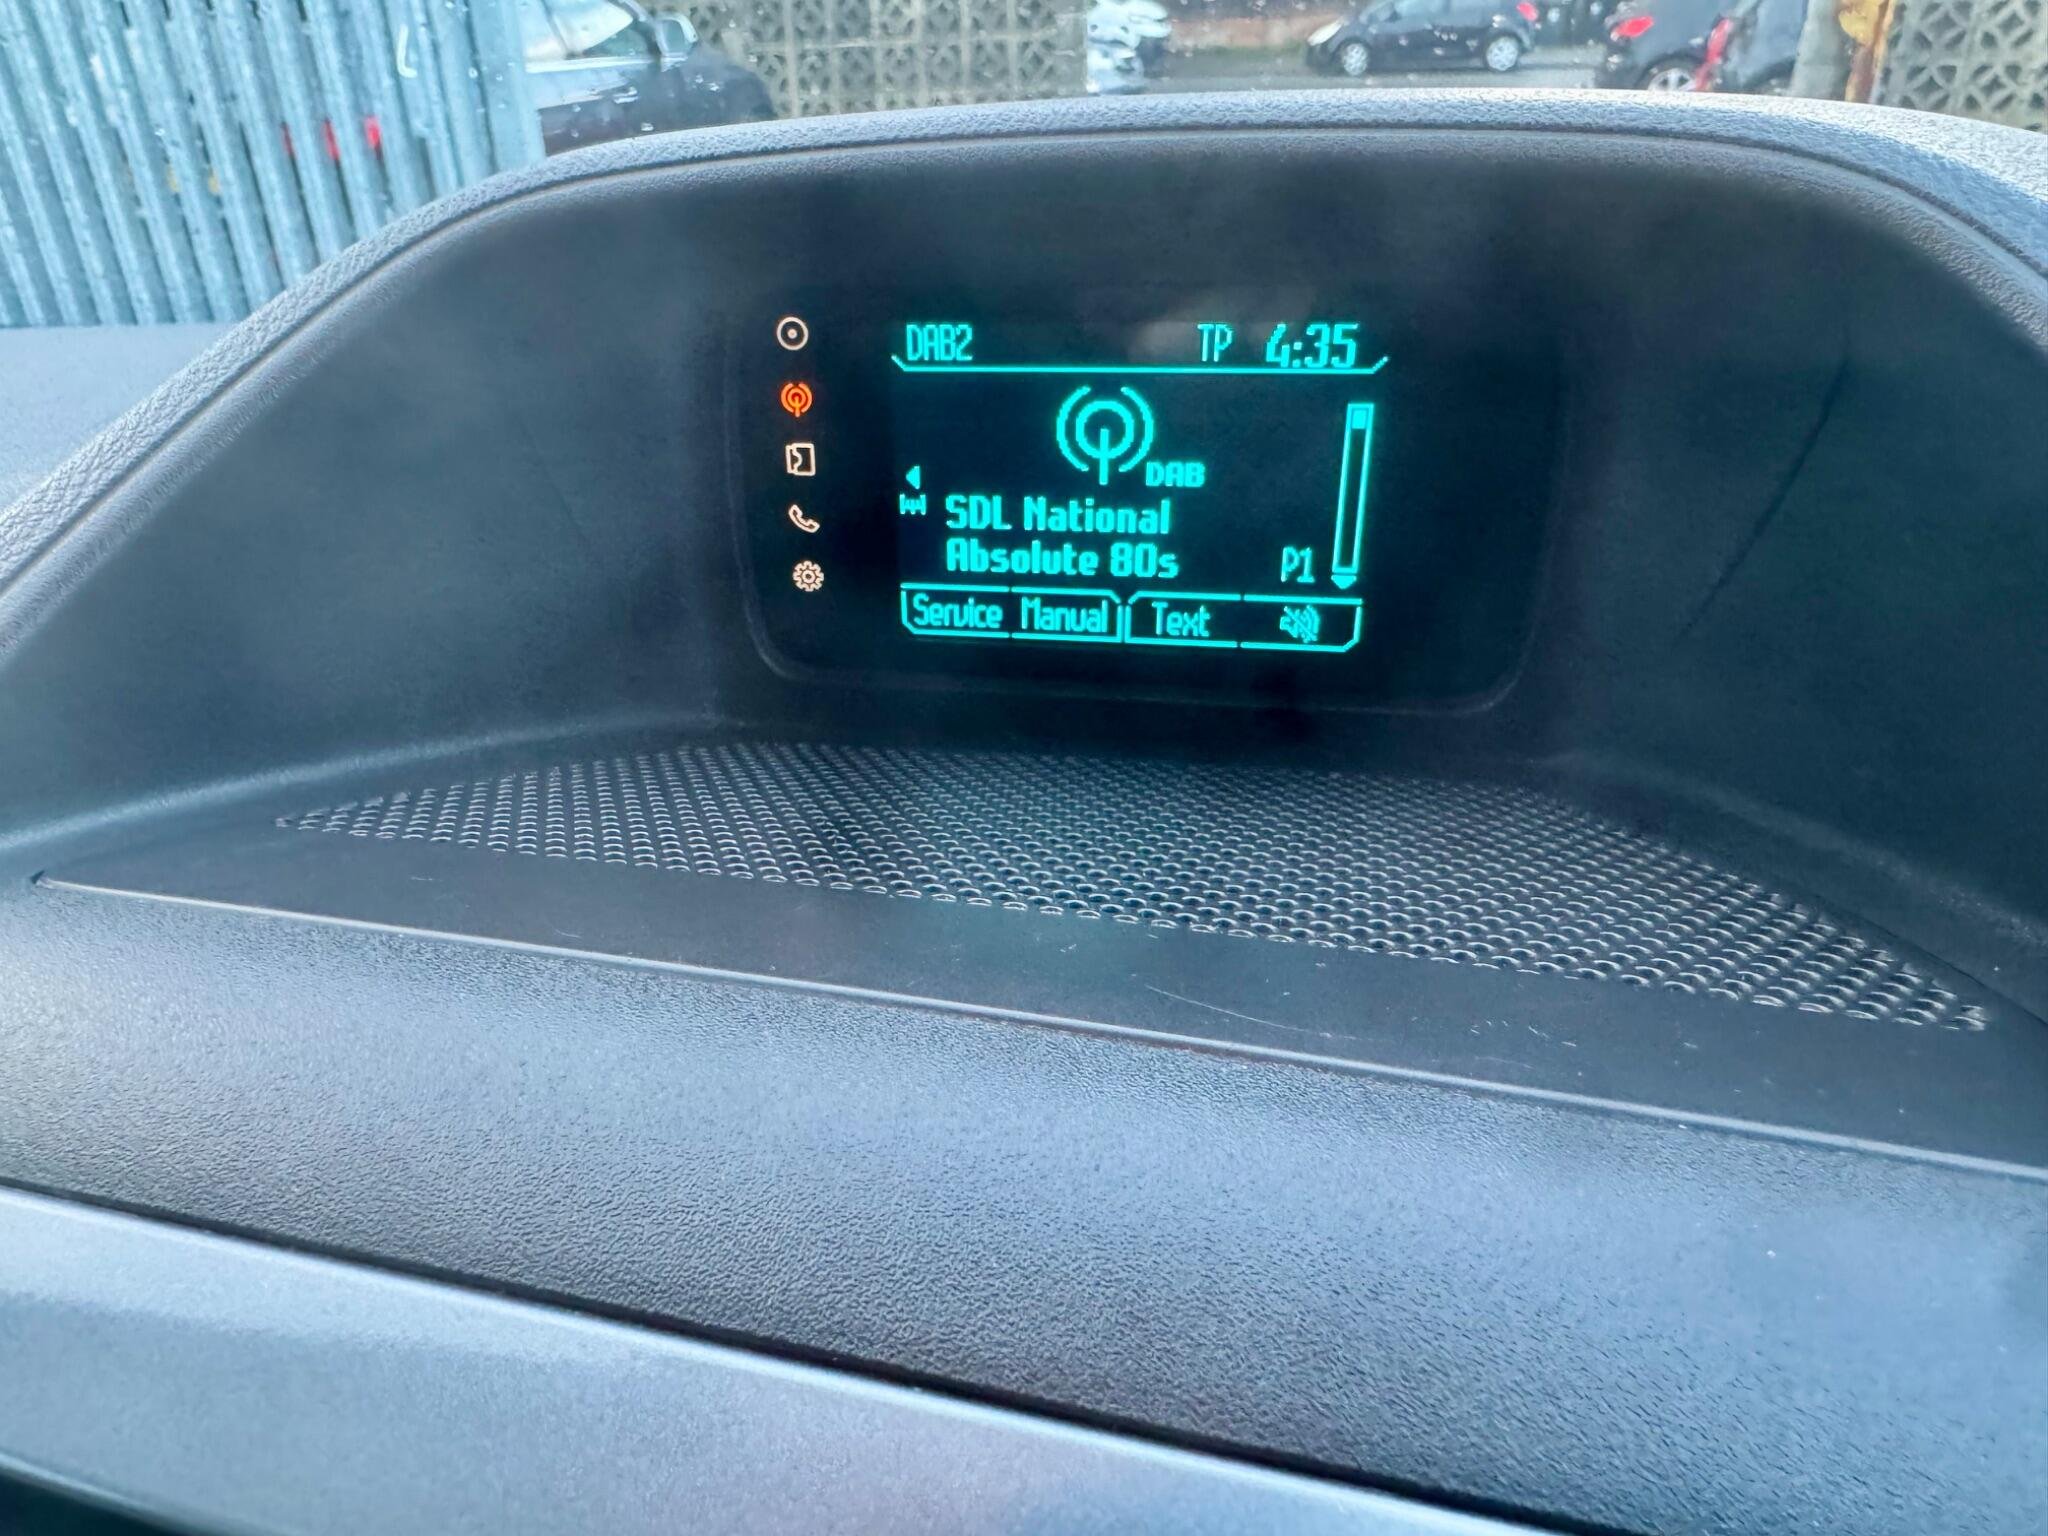 DAB2 TP 4:35
DAB
SDL National
Absolute 80s P1
Service Manual Text